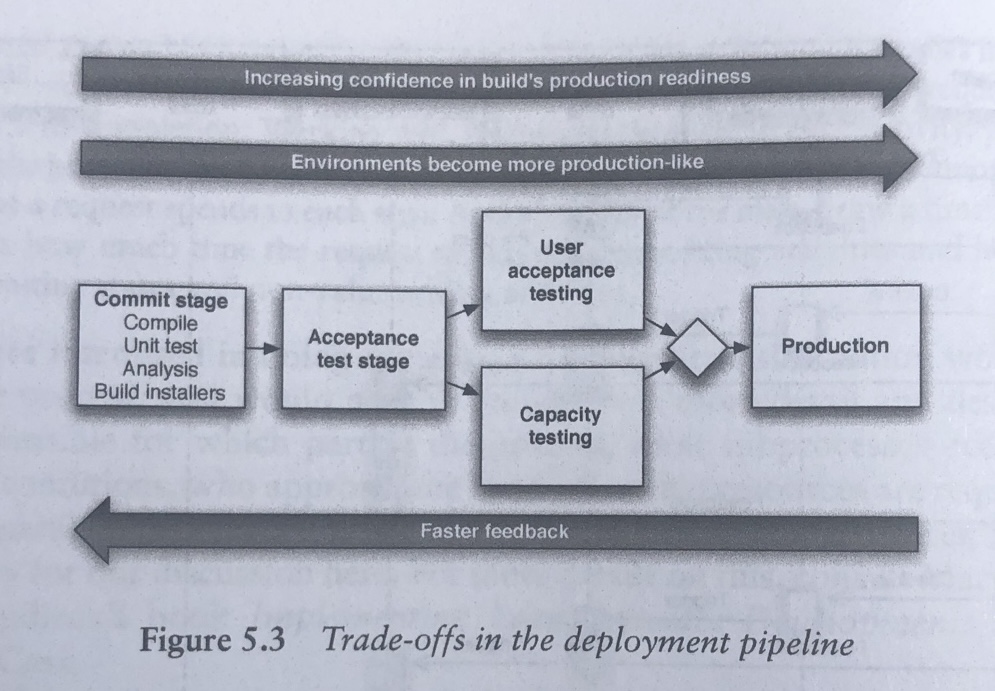 Increasing confidence in build's production readiness
Environments become more production-like
Commit stage
Compile
Unit test
Analysis
Build installers
Acceptance
test stage
User
acceptance
testing
Capacity
testing
Production
Faster feedback
Figure 5.3 Trade-offs in the deployment pipeline